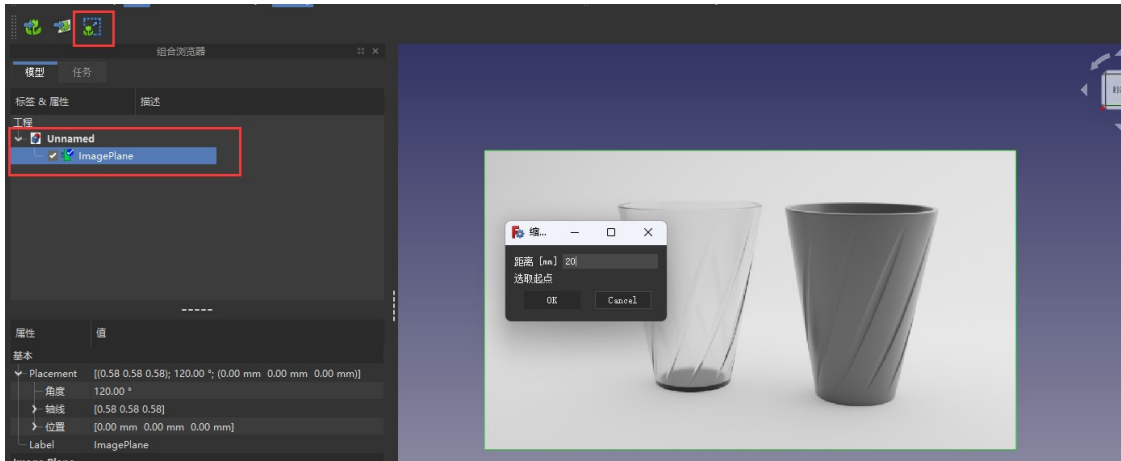 组合浏览器
模型 任务
标签 & 属性 描述
工程
Unnamed
ImagePlane
属性 值
基本
Placement [(0.58 0.58 0.58); 120.00 °; (0.00 mm 0.00 mm 0.00 mm)]
角度 120.00 °
轴线 [0.58 0.58 0.58]
位置 [0.00 mm 0.00 mm 0.00 mm]
Label ImagePlane
缩...
距离 [mm] 20
选取起点
OK Cancel